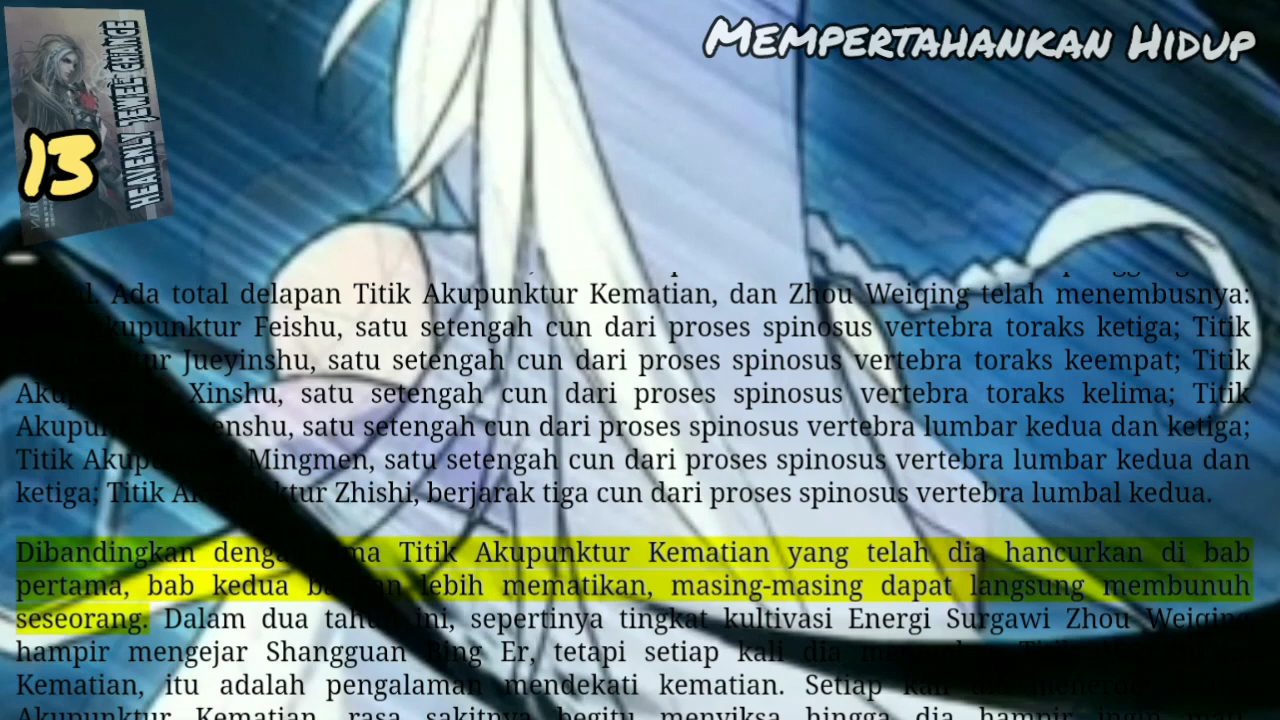 Mempertahankan Hidup
HEAVENLY JEWEL CHANGE
13
Ada total delapan Titik Akupunktur Kematian, dan Zhou Weiqing telah menembusnya:
Feishu, satu setengah cun dari proses spinosus vertebra toraks ketiga; Titik
Jueyinshu, satu setengah cun dari proses spinosus vertebra toraks keempat; Titik
Xinshu, satu setengah cun dari proses spinosus vertebra toraks kelima; Titik
satu setengah cun dari proses spinosus vertebra lumbar kedua dan ketiga;
Titik Mingmen, satu setengah cun dari proses spinosus vertebra lumbar kedua dan
ketiga; Titik Zhishi, berjarak tiga cun dari proses spinosus vertebra lumbal kedua.
Dibandingkan Titik Akupunktur Kematian yang telah dia hancurkan di bab
pertama, bab kedua lebih mematikan, masing-masing dapat langsung membunuh
seseorang. Dalam dua tahun ini, sepertinya tingkat kultivasi Energi Surgawi Zhou Weiqing
hampir mengejar Shangguan Bing Er, tetapi setiap kali dia
Kematian, itu adalah pengalaman mendekati kematian. Setiap
Akupunktur Kematian, rasa sakitnya begitu menyiksa hingga dia hampir ingin